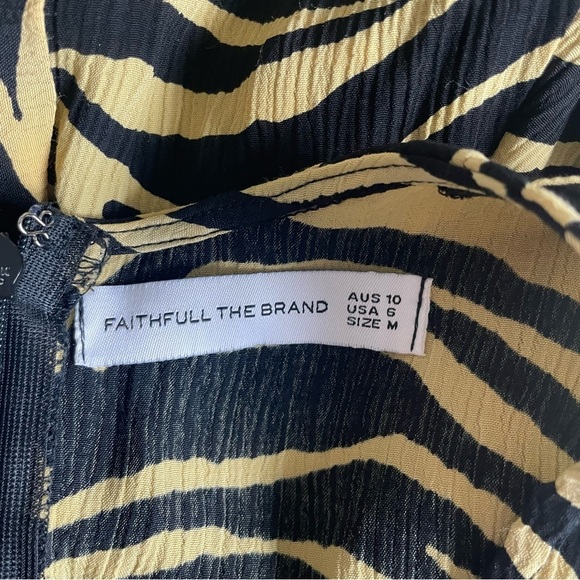 FAITHFULL THE BRAND
AUS 10
USA 6
SIZE M